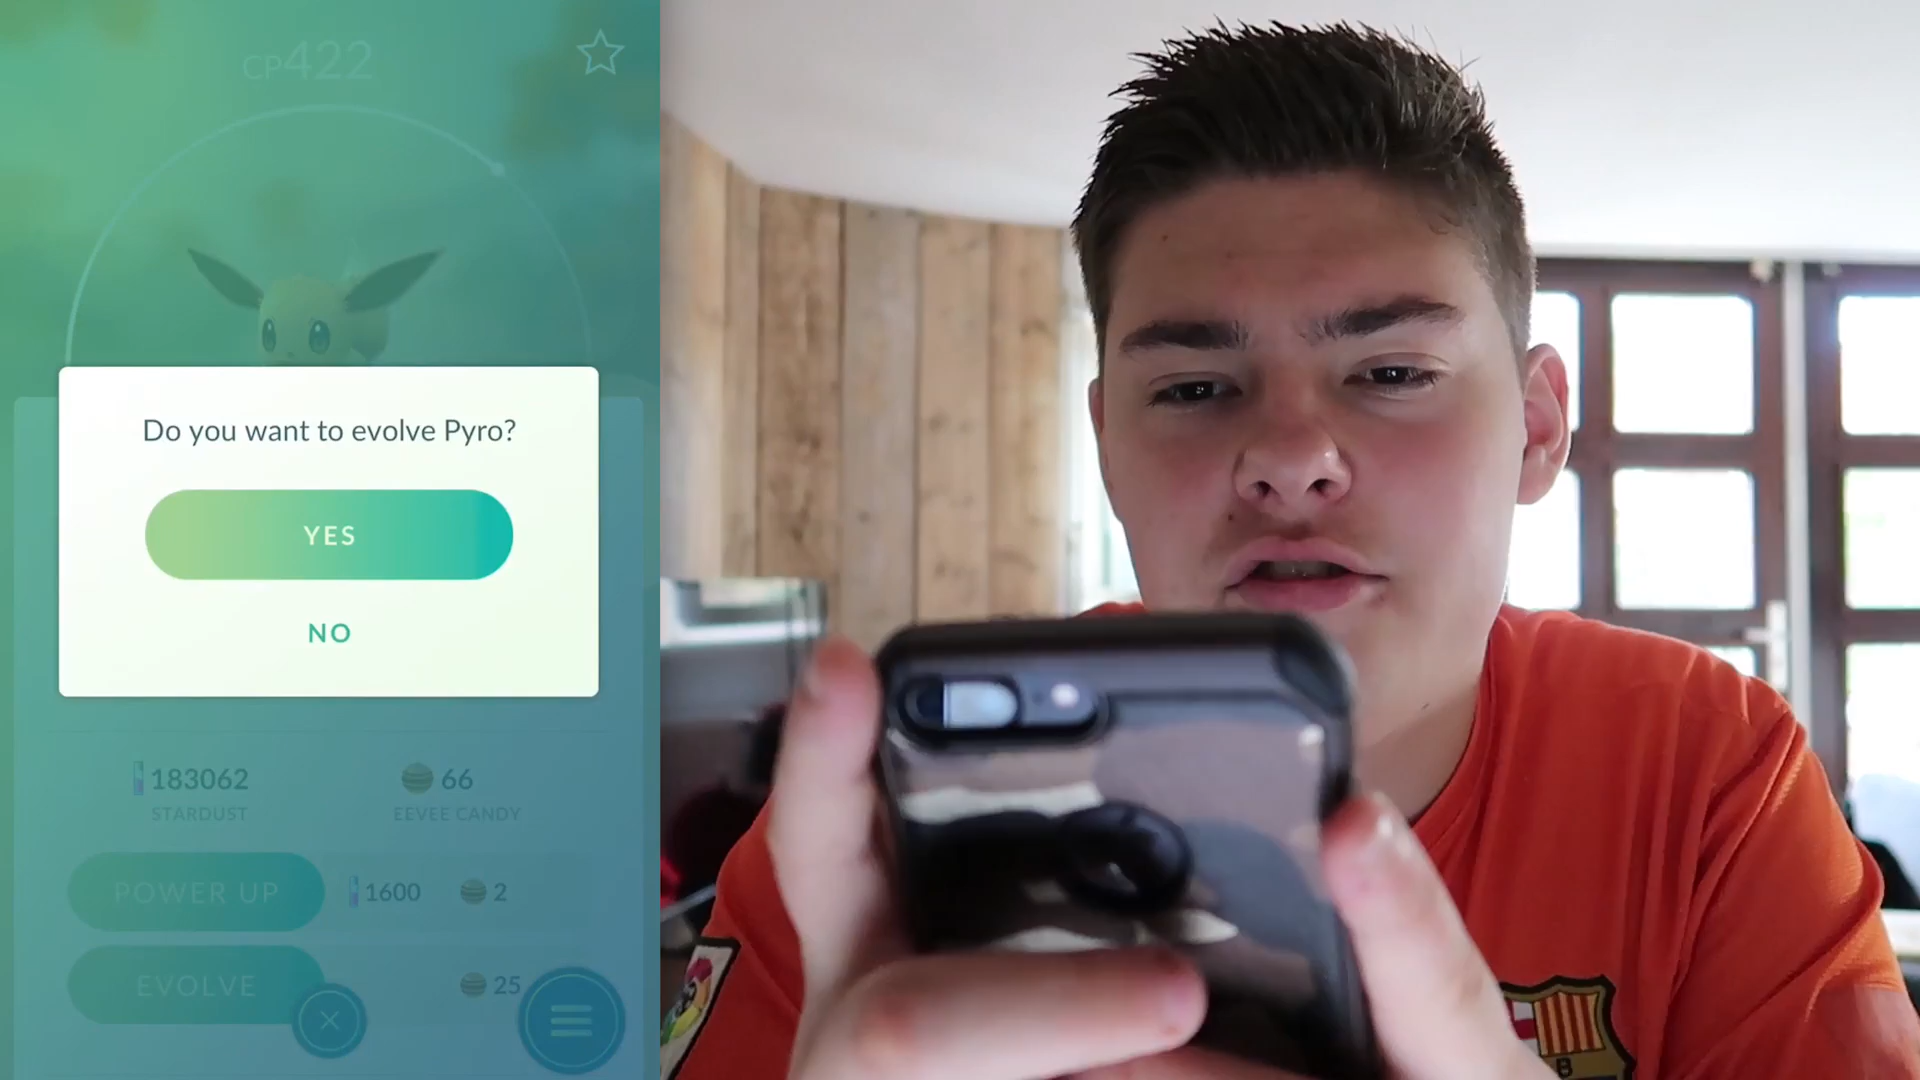 CP422
Do you want to evolve Pyro?
YES
NO
183062
STARDUST
66
EEVEE CANDY
POWER UP
1600
2
EVOLVE
25
B